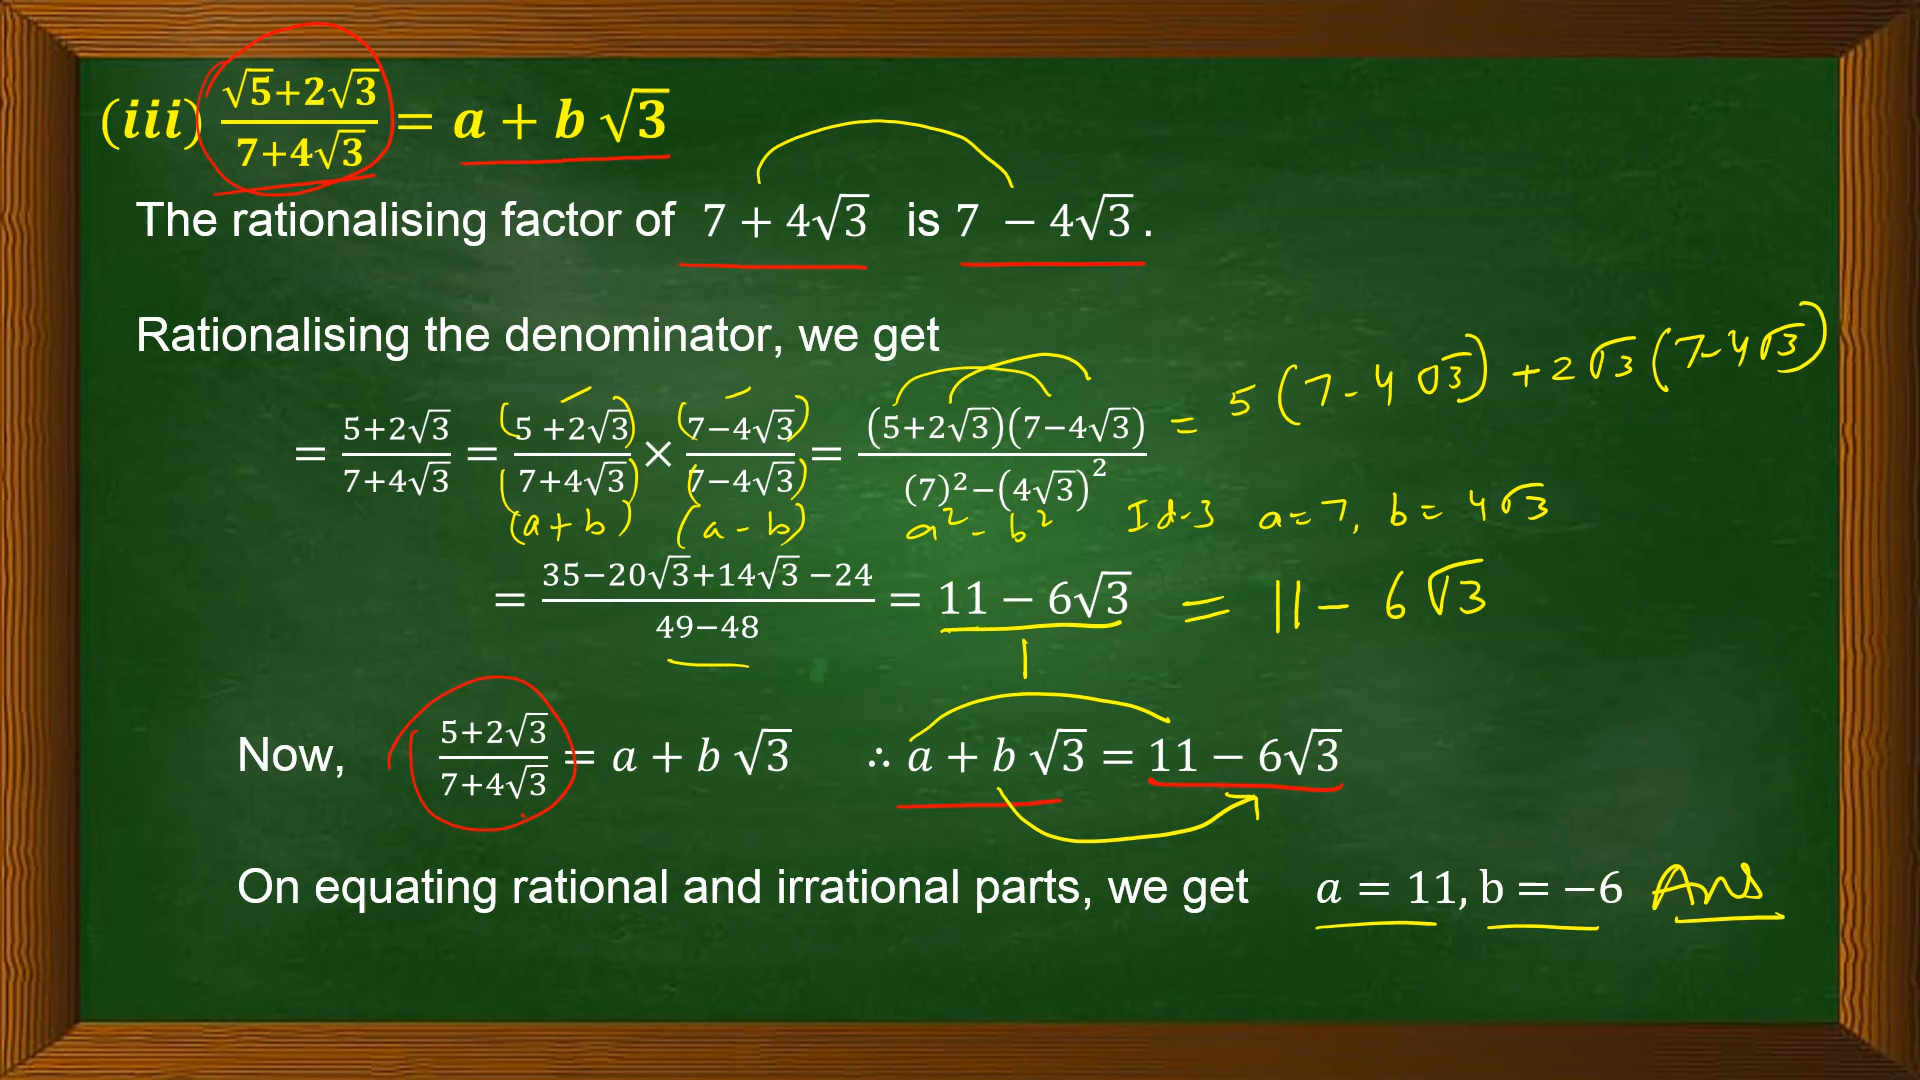 (iii) (√5+2√3)/(7+4√3) = a + b √3
The rationalising factor of 7 + 4√3 is 7 − 4√3 .
Rationalising the denominator, we get
= (5+2√3)/(7+4√3) = (5 +2√3)/(7+4√3) × (7−4√3)/(7−4√3) = (5+2√3)(7−4√3)/((7)²−(4√3)²) = 5(7-4√3)+2√3(7-4√3)
(a+b) (a-b) a² - b² Id-3 a=7, b=4√3
= (35−20√3+14√3 −24)/(49−48) = 11 − 6√3 = 11 - 6√3
1
Now, (5+2√3)/(7+4√3) = a + b √3 ∴ a + b √3 = 11 − 6√3
On equating rational and irrational parts, we get a = 11, b = −6 Ans